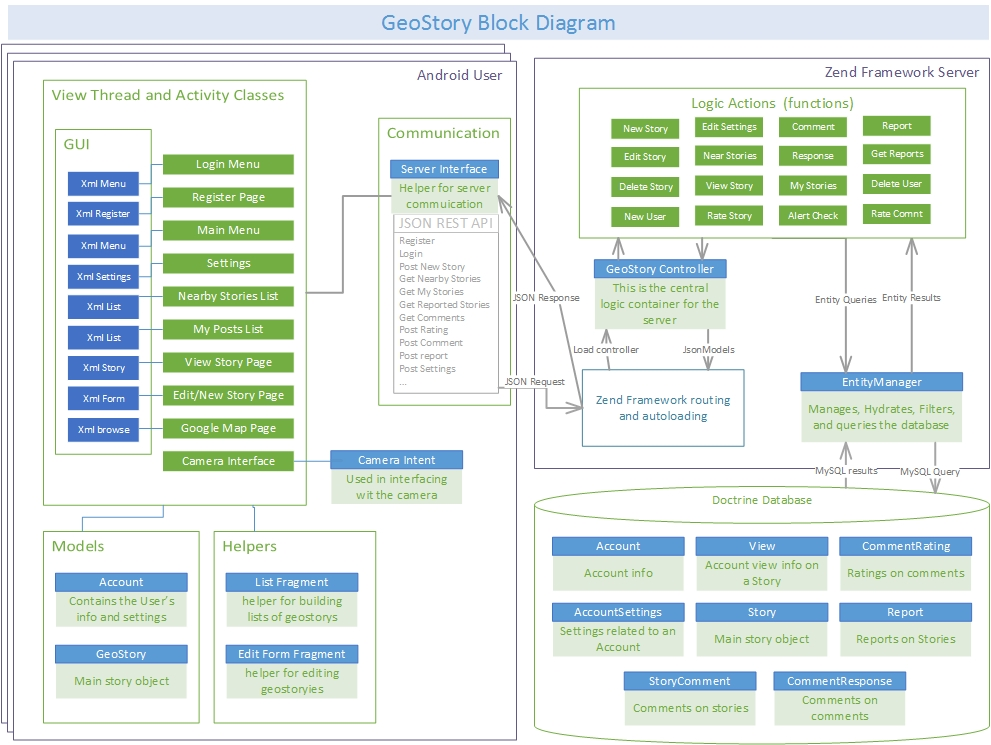 GeoStory Block Diagram
Android User
View Thread and Activity Classes
GUI
Xml Menu
Xml Register
Xml Menu
Xml Settings
Xml List
Xml List
Xml Story
Xml Form
Xml browse
Login Menu
Register Page
Main Menu
Settings
Nearby Stories List
My Posts List
View Story Page
Edit/New Story Page
Google Map Page
Camera Interface
Camera Intent
Used in interfacing
wit the camera
Communication
Server Interface
Helper for server
commuication
JSON REST API
Register
Login
Post New Story
Get Nearby Stories
Get My Stories
Get Reported Stories
Get Comments
Post Rating
Post Comment
Post report
Post Settings
...
Models
Account
Contains the User's
info and settings
GeoStory
Main story object
Helpers
List Fragment
helper for building
lists of geostorys
Edit Form Fragment
helper for editing
geostoryies
JSON Response
JSON Request
Zend Framework Server
Logic Actions (functions)
New Story
Edit Settings
Comment
Report
Edit Story
Near Stories
Response
Get Reports
Delete Story
View Story
My Stories
Delete User
New User
Rate Story
Alert Check
Rate Comnt
GeoStory Controller
This is the central
logic container for the
server
Load controller
JsonModels
Zend Framework routing
and autoloading
Entity Queries
Entity Results
EntityManager
Manages, Hydrates, Filters,
and queries the database
MySQL results
MySQL Query
Doctrine Database
Account
Account info
View
Account view info on
a Story
CommentRating
Ratings on comments
AccountSettings
Settings related to an
Account
Story
Main story object
Report
Reports on Stories
StoryComment
Comments on stories
CommentResponse
Comments on
comments